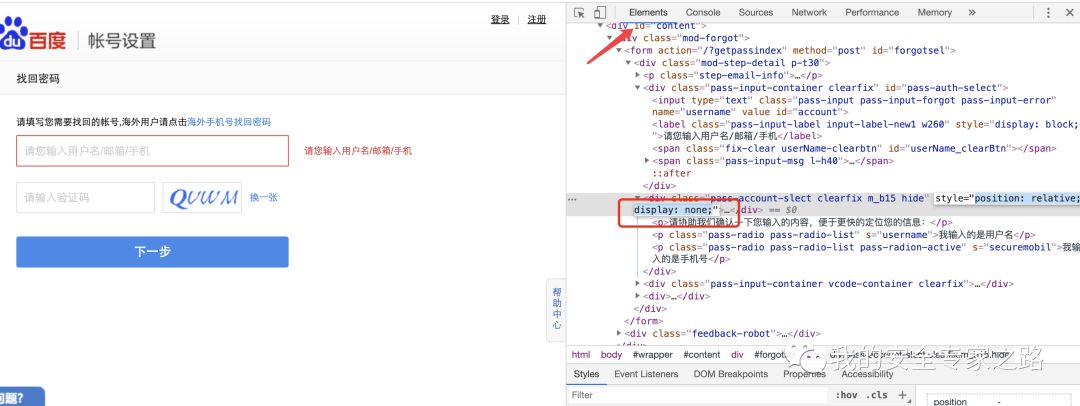 登录 | 注册
Baidu百度 | 帐号设置
找回密码
请填写您需要找回的帐号,海外用户请点击海外手机号找回密码
请您输入用户名/邮箱/手机
请您输入用户名/邮箱/手机
请输入验证码
QUWM
换一张
下一步
帮助中心
问题?
Elements Console Sources Network Performance Memory »
<div id="content">
<div class="mod-forgot">
<form action="/?getpassindex" method="post" id="forgotsel">
<div class="mod-step-detail p-t30">
<p class="step-email-info">…</p>
<div class="pass-input-container clearfix" id="pass-auth-select">
<input type="text" class="pass-input pass-input-forgot pass-input-error"
name="username" value id="account">
<label class="pass-input-label input-label-new1 w260" style="display: block;
">请您输入用户名/邮箱/手机</label>
<span class="fix-clear userName-clearbtn" id="userName_clearBtn"></span>
<span class="pass-input-msg l-h40">…</span>
::after
</div>
<div class="pass-account-slect clearfix m_b15 hide" style="position: relative;
display: none;">…</div> == $0
<p>请协助我们确认一下您输入的内容，便于更快的定位您的信息：</p>
<p class="pass-radio pass-radio-list" s="username">我输入的是用户名</p>
<p class="pass-radio pass-radio-list pass-radion-active" s="securemobil">我输
入的是手机号</p>
</div>
<div class="pass-input-container vcode-container clearfix">…</div>
<div>…</div>
</div>
</form>
<div class="feedback-robot">…</div>
html body #wrapper #content div #forgot
我的安全专家之路
Styles Event Listeners DOM Breakpoints Properties Accessibility
Filter :hov .cls +
position -